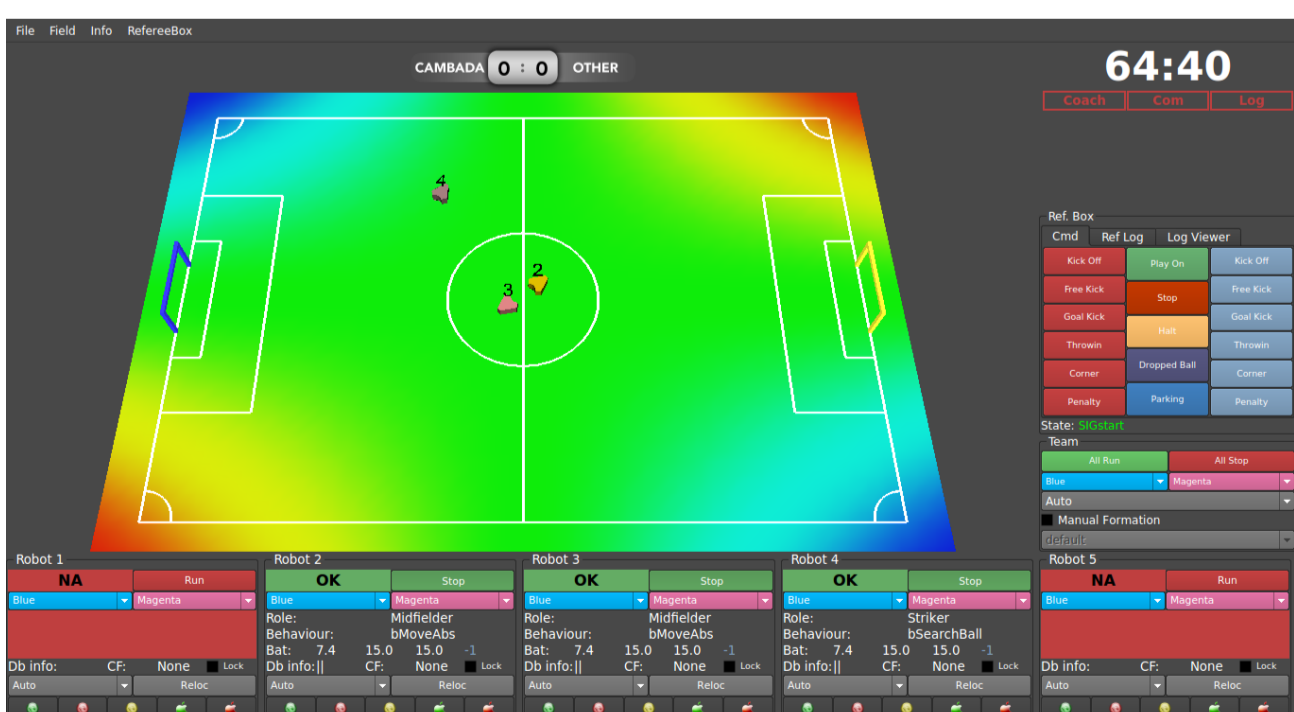 File Field Info RefereeBox
CAMBADA 0 : 0 OTHER
64:40
Coach Com Log
4
2
3
Ref. Box
Cmd Ref Log Log Viewer
Kick Off Play On Kick Off
Free Kick Stop Free Kick
Goal Kick Halt Goal Kick
Throwin Throwin
Corner Dropped Ball Corner
Penalty Parking Penalty
State: SIGstart
Team
All Run All Stop
Blue Magenta
Auto
Manual Formation
default
Robot 1
NA Run
Blue Magenta
Db info: CF: None Lock
Auto Reloc
Robot 2
OK Stop
Blue Magenta
Role: Midfielder
Behaviour: bMoveAbs
Bat: 7.4 15.0 15.0 -1
Db info:|| CF: None Lock
Auto Reloc
Robot 3
OK Stop
Blue Magenta
Role: Midfielder
Behaviour: bMoveAbs
Bat: 7.4 15.0 15.0 -1
Db info:|| CF: None Lock
Auto Reloc
Robot 4
OK Stop
Blue Magenta
Role: Striker
Behaviour: bSearchBall
Bat: 7.4 15.0 15.0 -1
Db info:|| CF: None Lock
Auto Reloc
Robot 5
NA Run
Blue Magenta
Db info: CF: None Lock
Auto Reloc